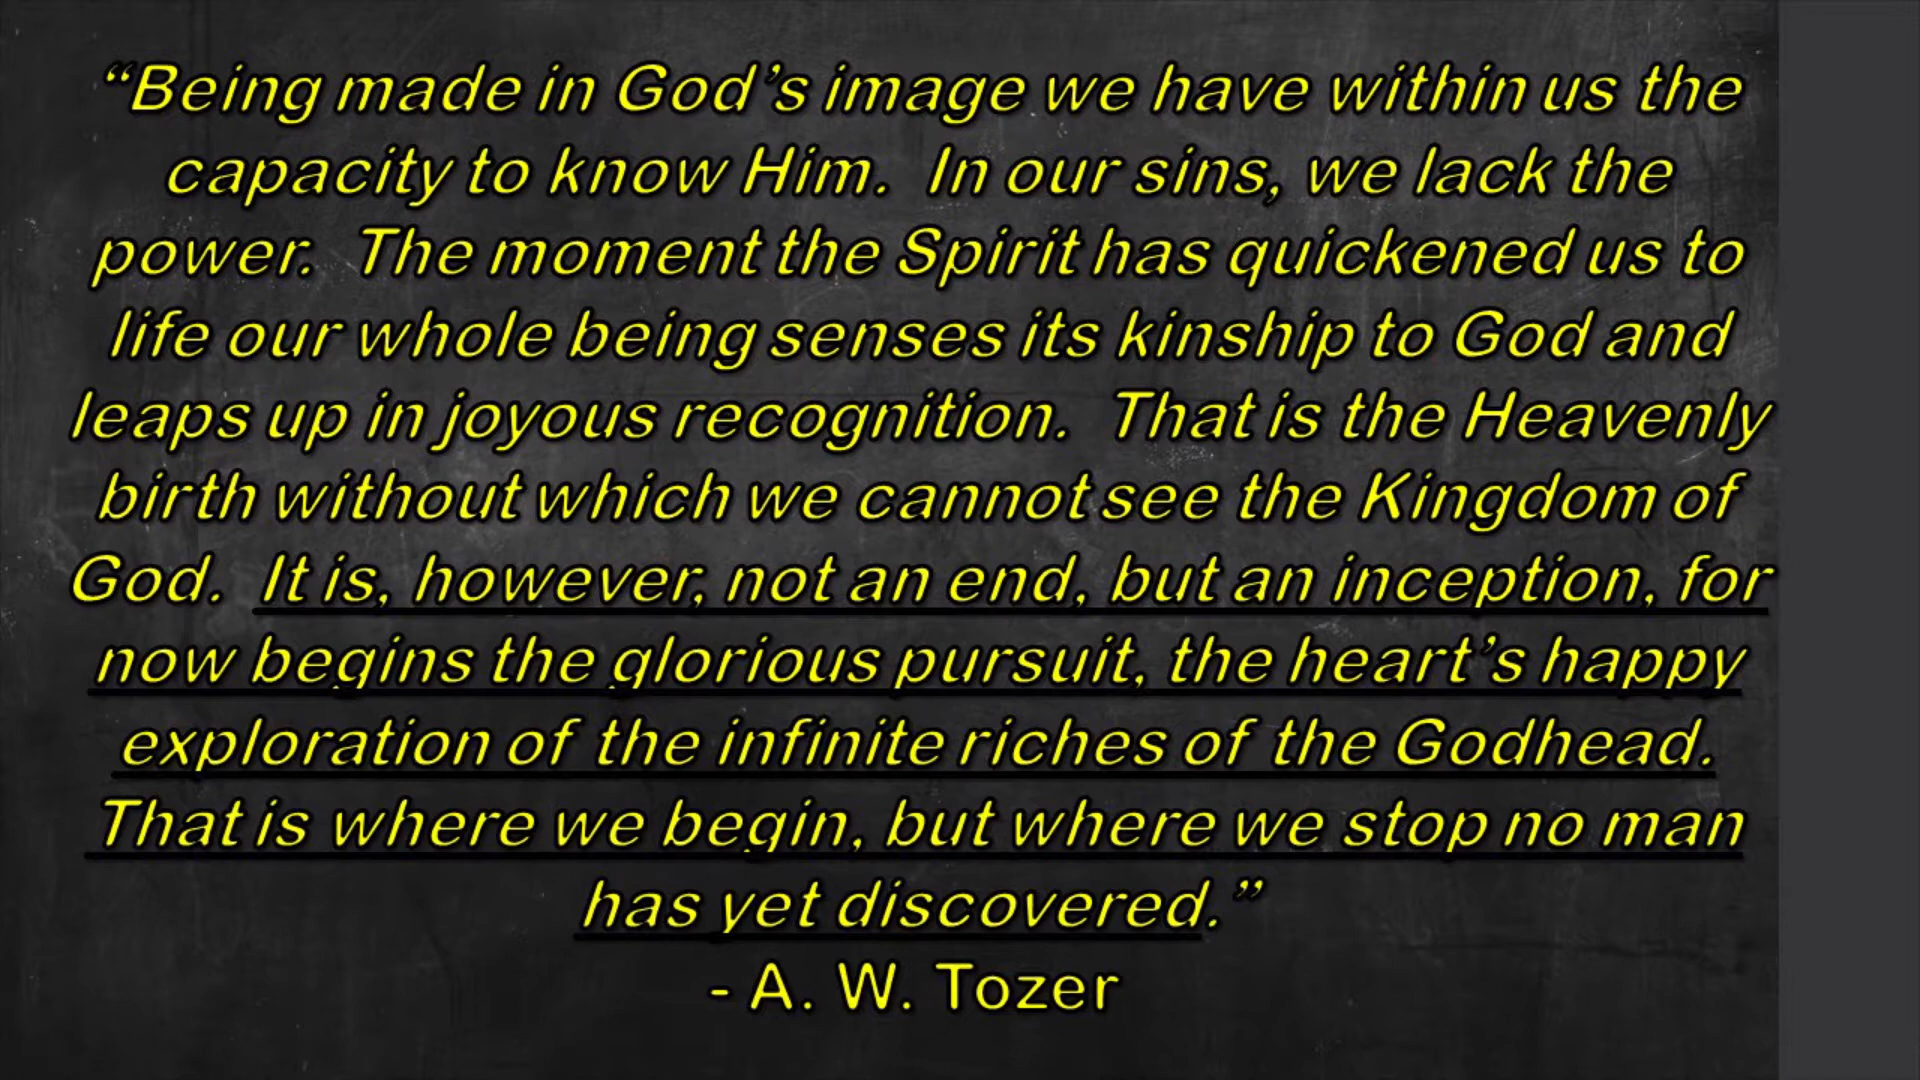 “Being made in God’s image we have within us the
capacity to know Him.  In our sins, we lack the
power.  The moment the Spirit has quickened us to
life our whole being senses its kinship to God and
leaps up in joyous recognition.  That is the Heavenly
birth without which we cannot see the Kingdom of
God.  It is, however, not an end, but an inception, for
now begins the glorious pursuit, the heart’s happy
exploration of the infinite riches of the Godhead.
That is where we begin, but where we stop no man
has yet discovered.”
- A. W. Tozer